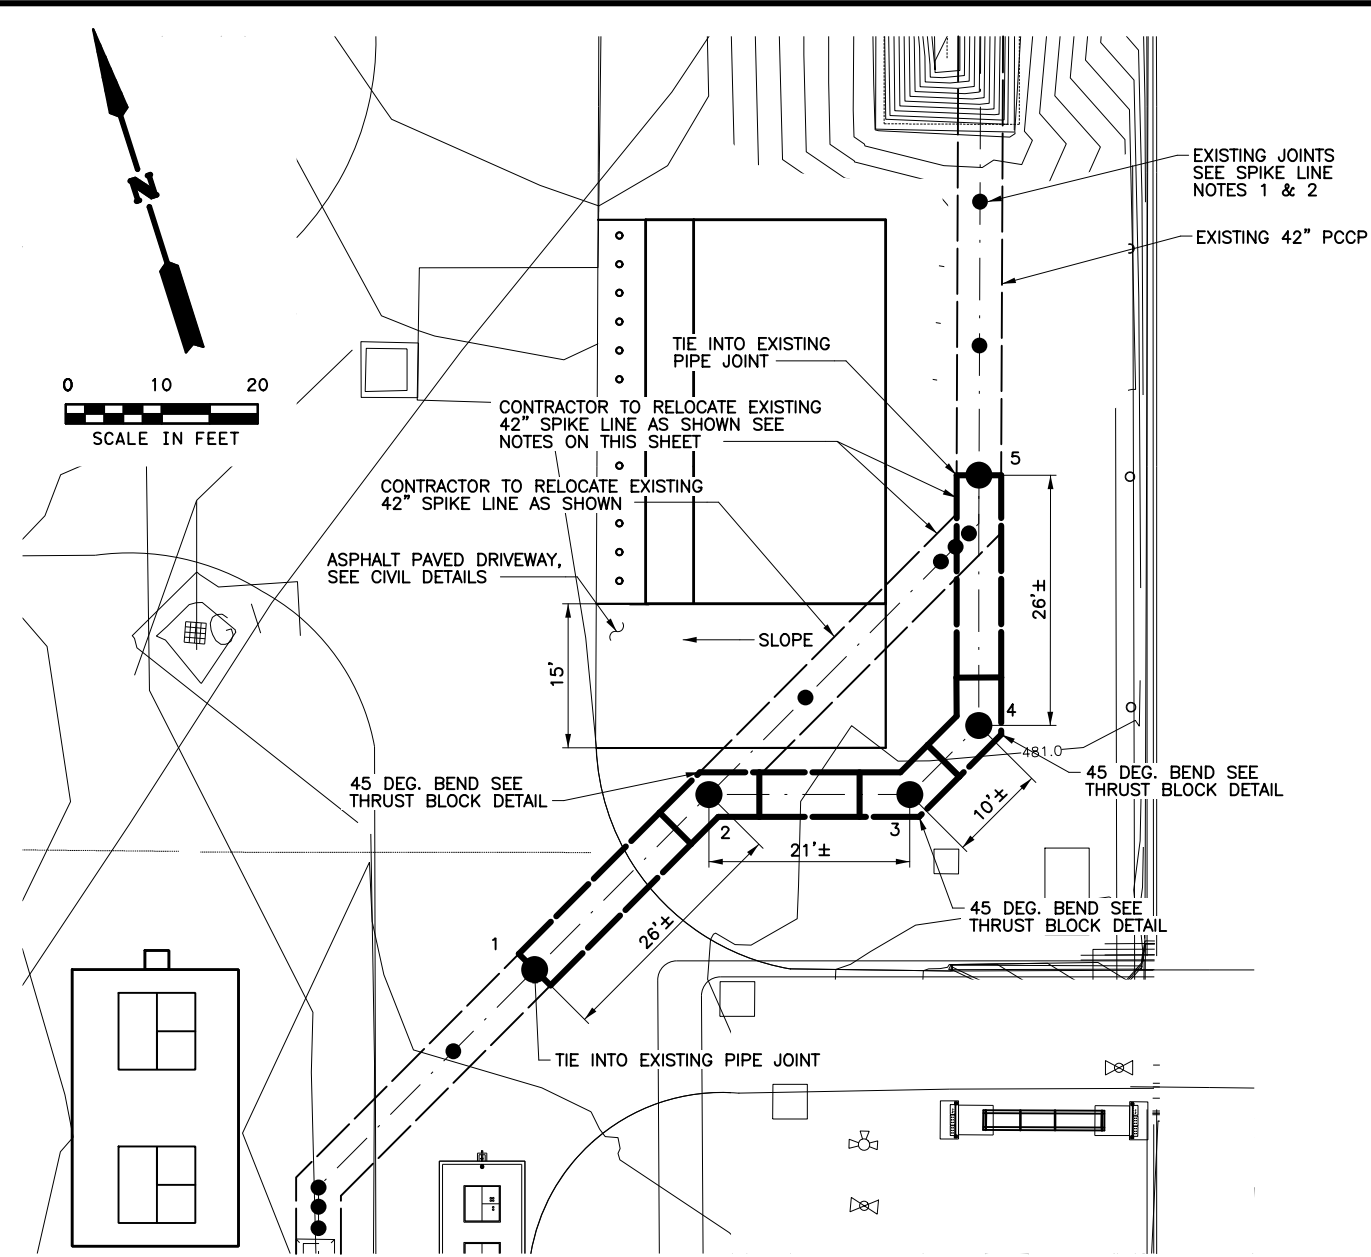 EXISTING JOINTS
SEE SPIKE LINE
NOTES 1 & 2
EXISTING 42" PCCP
N
0 10 20
SCALE IN FEET
TIE INTO EXISTING
PIPE JOINT
CONTRACTOR TO RELOCATE EXISTING
42" SPIKE LINE AS SHOWN SEE
NOTES ON THIS SHEET
5
CONTRACTOR TO RELOCATE EXISTING
42" SPIKE LINE AS SHOWN
ASPHALT PAVED DRIVEWAY,
SEE CIVIL DETAILS
26'±
SLOPE
15'
4
481.0
45 DEG. BEND SEE
THRUST BLOCK DETAIL
45 DEG. BEND SEE
THRUST BLOCK DETAIL
10'±
2
3
21'±
45 DEG. BEND SEE
THRUST BLOCK DETAIL
26'±
1
TIE INTO EXISTING PIPE JOINT